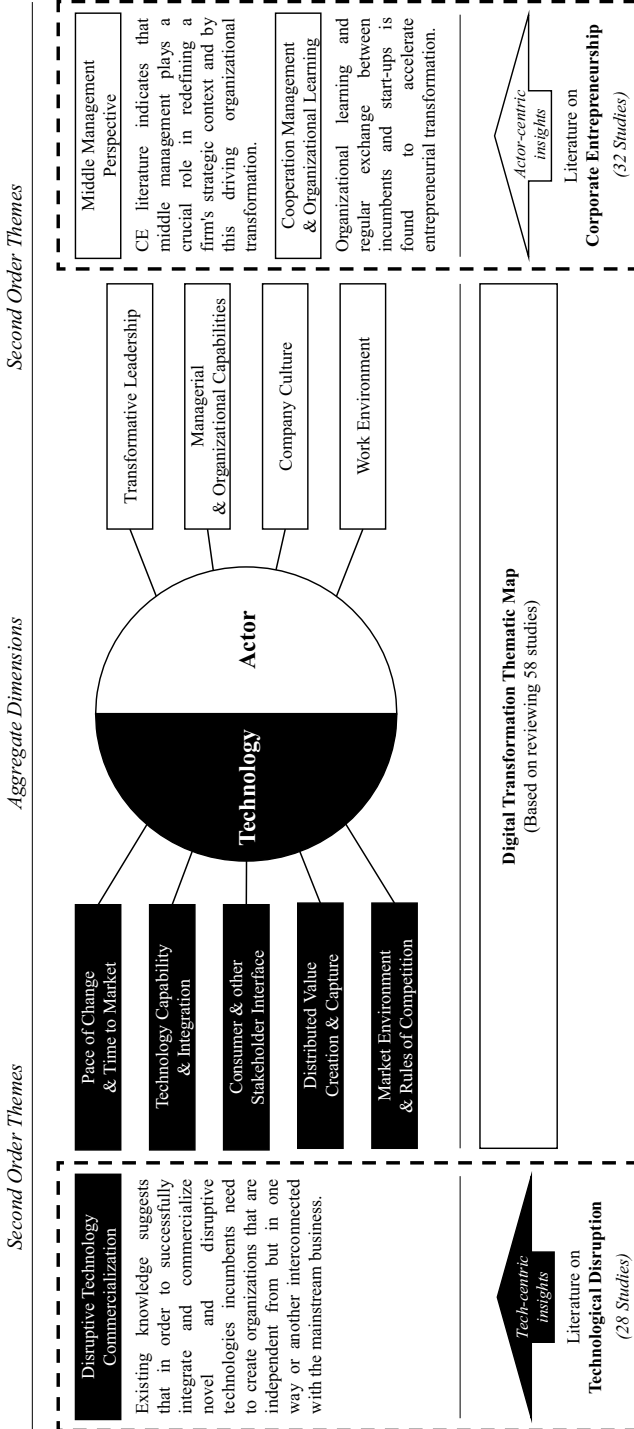 Second Order Themes
Aggregate Dimensions
Second Order Themes
Disruptive Technology
Commercialization
Existing knowledge suggests
that in order to successfully
integrate and commercialize
novel and disruptive
technologies incumbents need
to create organizations that are
independent from but in one
way or another interconnected
with the mainstream business.
Tech-centric
insights
Literature on
Technological Disruption
(28 Studies)
Pace of Change
& Time to Market
Technology Capability
& Integration
Consumer & other
Stakeholder Interface
Distributed Value
Creation & Capture
Market Environment
& Rules of Competition
Technology
Actor
Transformative Leadership
Managerial
& Organizational Capabilities
Company Culture
Work Environment
Digital Transformation Thematic Map
(Based on reviewing 58 studies)
Middle Management
Perspective
CE literature indicates that
middle management plays a
crucial role in redefining a
firm's strategic context and by
this driving organizational
transformation.
Cooperation Management
& Organizational Learning
Organizational learning and
regular exchange between
incumbents and start-ups is
found to accelerate
entrepreneurial transformation.
Actor-centric
insights
Literature on
Corporate Entrepreneurship
(32 Studies)